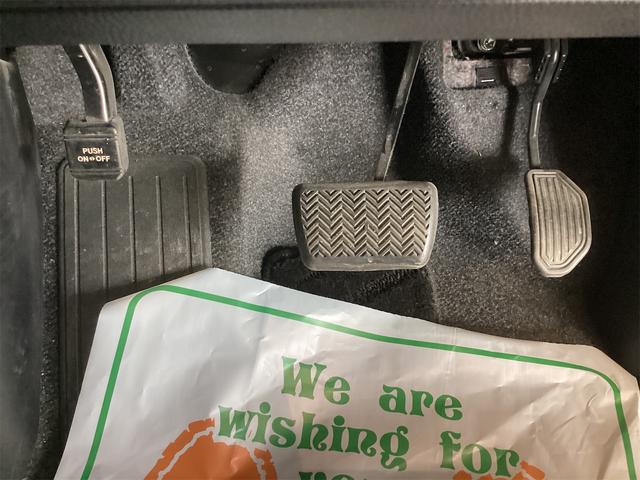 PUSH
ON⇔OFF
We are
wishing for